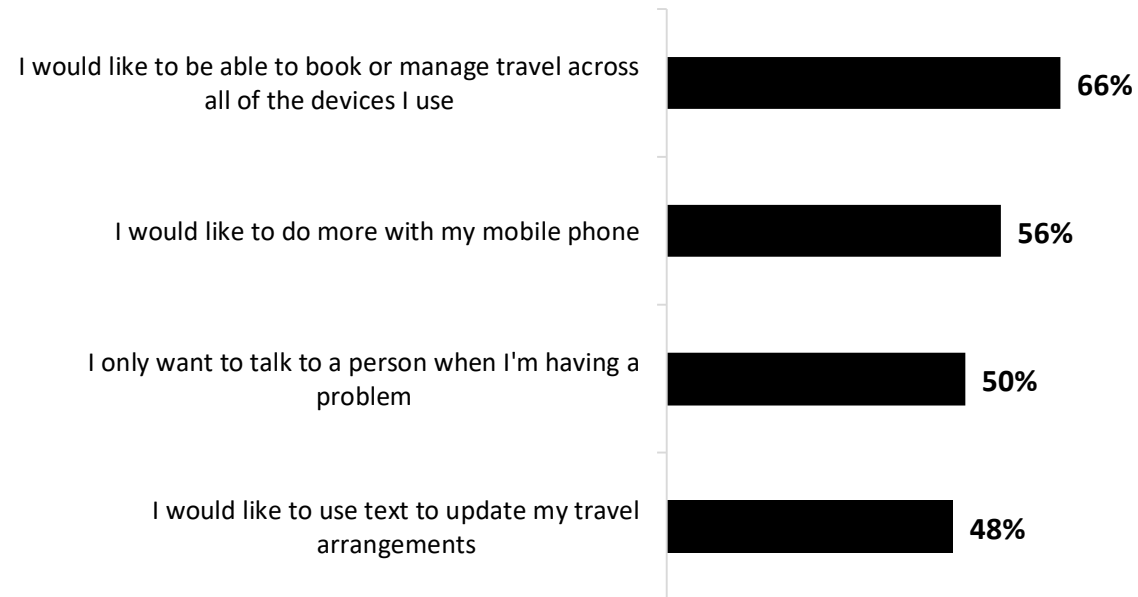 I would like to be able to book or manage travel across
all of the devices I use
66%
I would like to do more with my mobile phone
56%
I only want to talk to a person when I'm having a
problem
50%
I would like to use text to update my travel
arrangements
48%